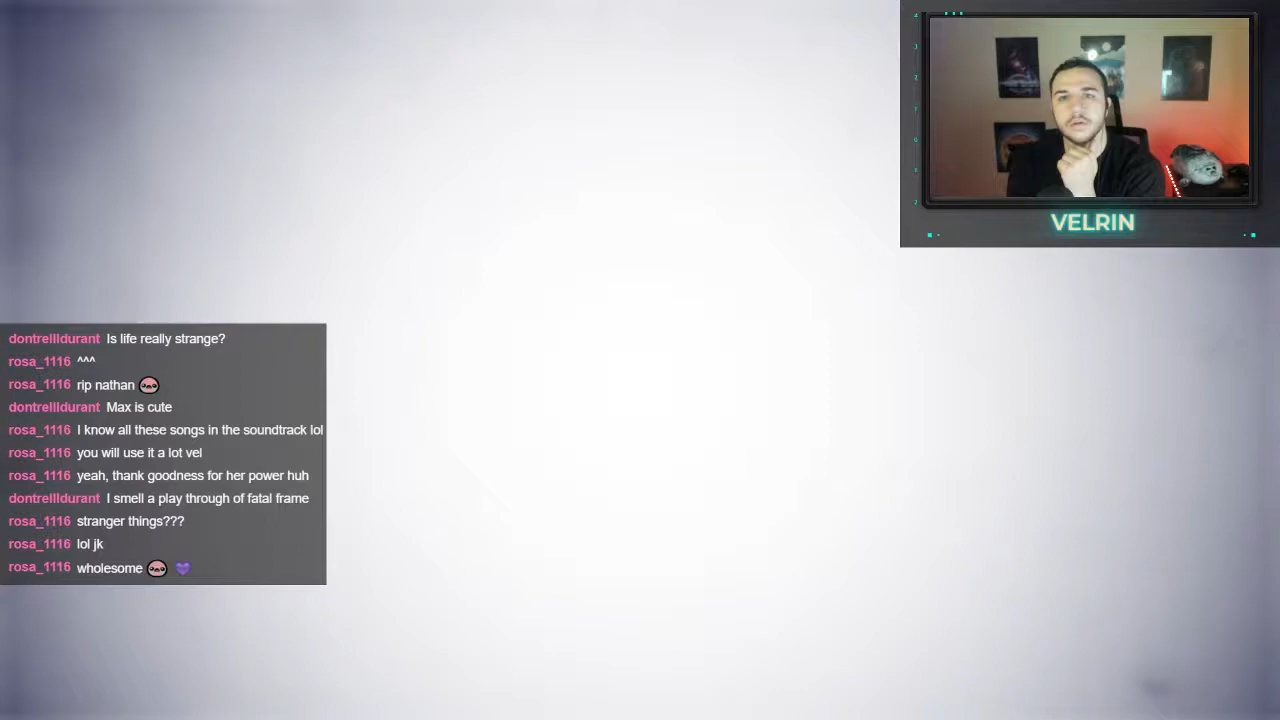 VELRIN
dontrellldurant Is life really strange?
rosa_1116 ^^^
rosa_1116 rip nathan
dontrellldurant Max is cute
rosa_1116 I know all these songs in the soundtrack lol
rosa_1116 you will use it a lot vel
rosa_1116 yeah, thank goodness for her power huh
dontrellldurant I smell a play through of fatal frame
rosa_1116 stranger things???
rosa_1116 lol jk
rosa_1116 wholesome